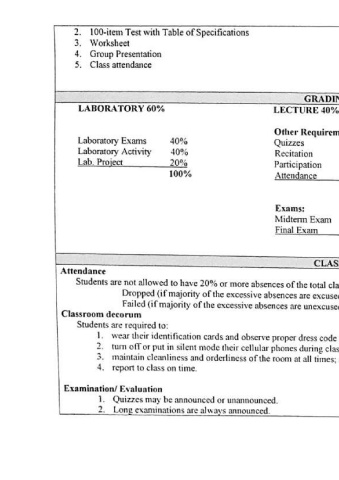 2. 100-item Test with Table of Specifications
3. Worksheet
4. Group Presentation
5. Class attendance
GRADIN
LABORATORY 60%
LECTURE 40%
Other Requirem
Laboratory Exams 40%
Quizzes
Laboratory Activity 40%
Recitation
Lab. Project 20%
Participation
100%
Attendance
Exams:
Midterm Exam
Final Exam
CLAS
Attendance
Students are not allowed to have 20% or more absences of the total cla
Dropped (if majority of the excessive absences are excuse
Failed (if majority of the excessive absences are unexcuse
Classroom decorum
Students are required to:
1. wear their identification cards and observe proper dress code
2. turn off or put in silent mode their cellular phones during clas
3. maintain cleanliness and orderliness of the room at all times;
4. report to class on time.
Examination/ Evaluation
1. Quizzes may be announced or unannounced.
2. Long examinations are always announced.